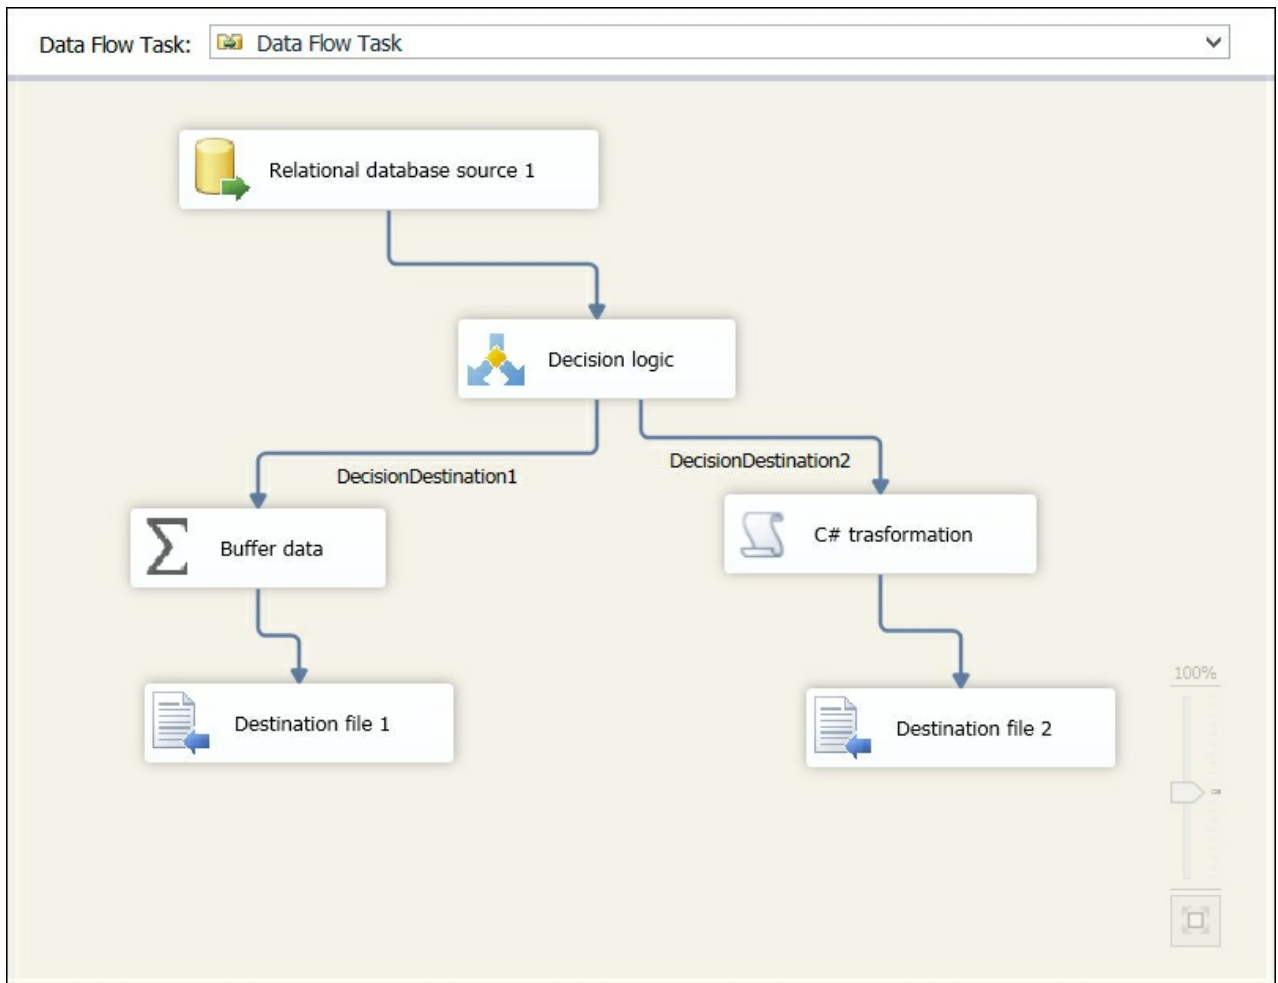 Data Flow Task: Data Flow Task
Relational database source 1
Decision logic
DecisionDestination1
DecisionDestination2
Buffer data
C# trasformation
Destination file 1
Destination file 2
100%